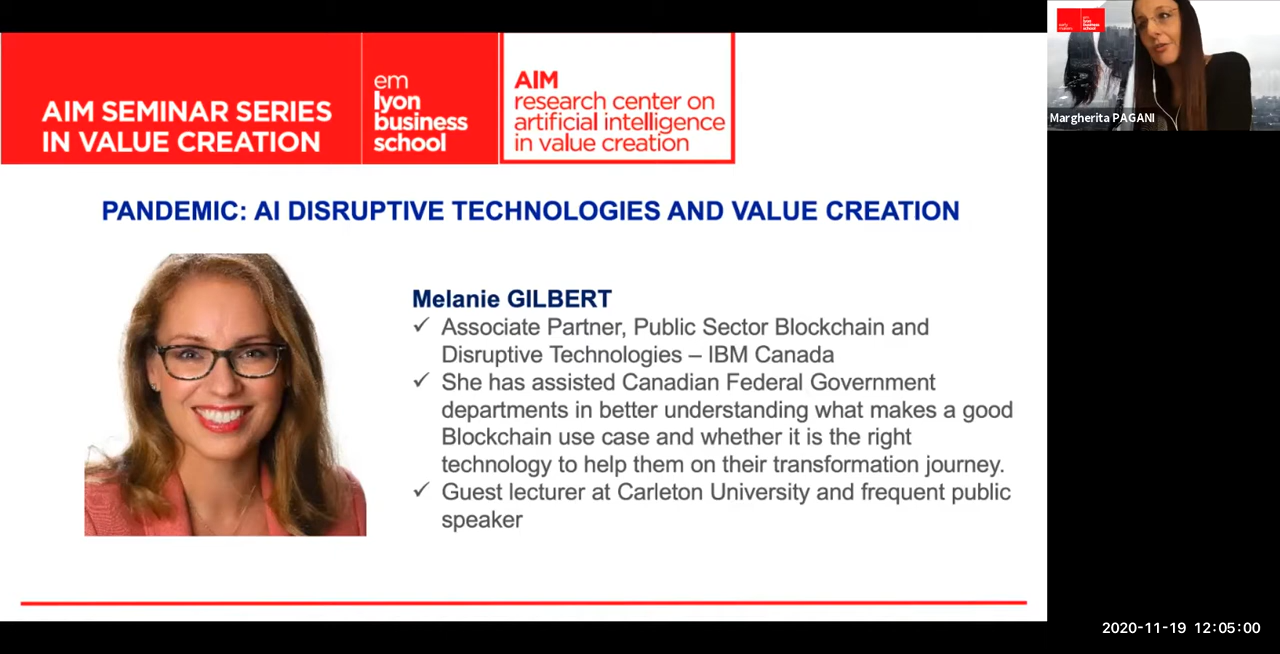 AIM SEMINAR SERIES
IN VALUE CREATION
em
lyon
business
school
AIM
research center on
artificial intelligence
in value creation
PANDEMIC: AI DISRUPTIVE TECHNOLOGIES AND VALUE CREATION
Melanie GILBERT
✓ Associate Partner, Public Sector Blockchain and
Disruptive Technologies – IBM Canada
✓ She has assisted Canadian Federal Government
departments in better understanding what makes a good
Blockchain use case and whether it is the right
technology to help them on their transformation journey.
✓ Guest lecturer at Carleton University and frequent public
speaker
em
lyon
business
school
Margherita PAGANI
2020-11-19 12:05:00